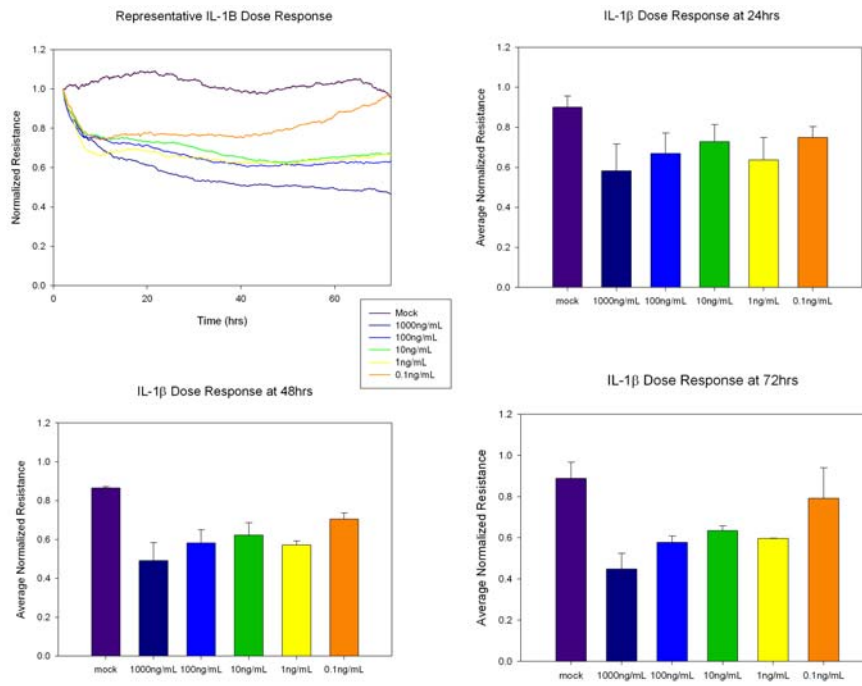 Representative IL-1B Dose Response
1.2
1.0
0.8
0.6
0.4
0.2
0.0
Normalized Resistance
0
20
40
60
Time (hrs)
Mock
1000ng/mL
100ng/mL
10ng/mL
1ng/mL
0.1ng/mL
IL-1β Dose Response at 24hrs
1.2
1.0
0.8
0.6
0.4
0.2
0.0
Average Normalized Resistance
mock 1000ng/mL 100ng/mL 10ng/mL 1ng/mL 0.1ng/mL
IL-1β Dose Response at 48hrs
1.2
1.0
0.8
0.6
0.4
0.2
0.0
Average Normalized Resistance
mock 1000ng/mL 100ng/mL 10ng/mL 1ng/mL 0.1ng/mL
IL-1β Dose Response at 72hrs
1.2
1.0
0.8
0.6
0.4
0.2
0.0
Average Normalized Resistance
mock 1000ng/mL 100ng/mL 10ng/mL 1ng/mL 0.1ng/mL